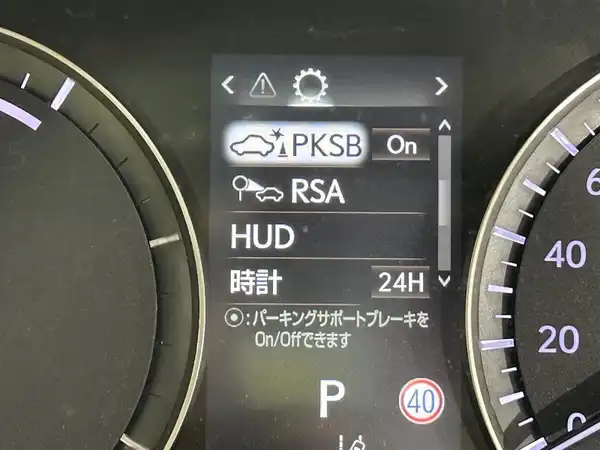 PKSB On
RSA
HUD
時計 24H
:パーキングサポートブレーキを
On/Offできます
P 40
40
20
0